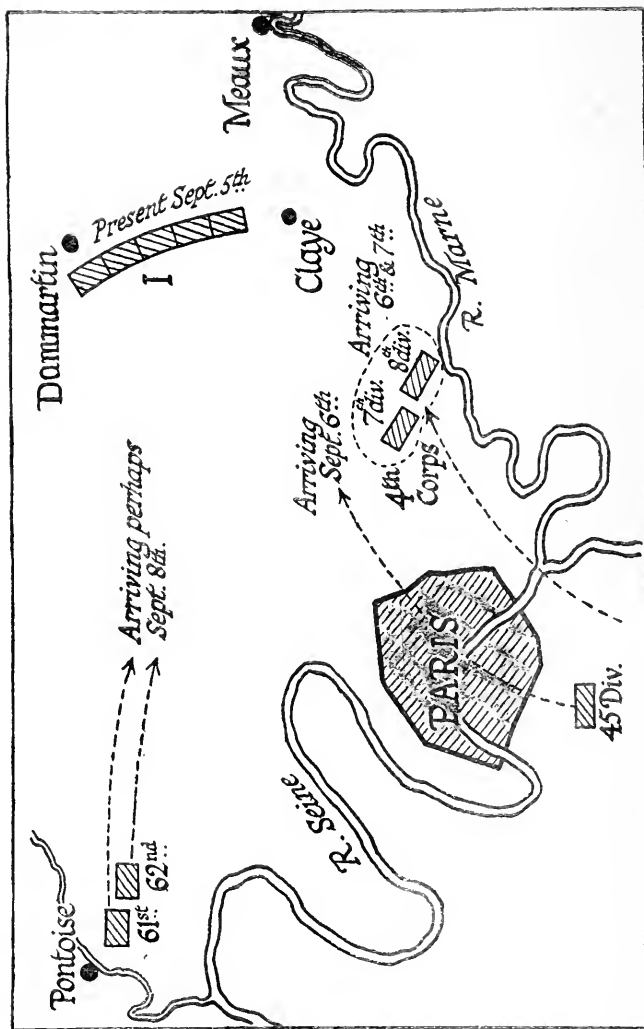 Pontoise
61st
62nd
Arriving perhaps
Sept. 8th.
Dammartin
Present Sept. 5th
I
Meaux
Claye
Arriving
6th & 7th
7th div.
8th div.
4th
Corps
Arriving
Sept. 6th
R. Marne
PARIS
R. Seine
45 Div.